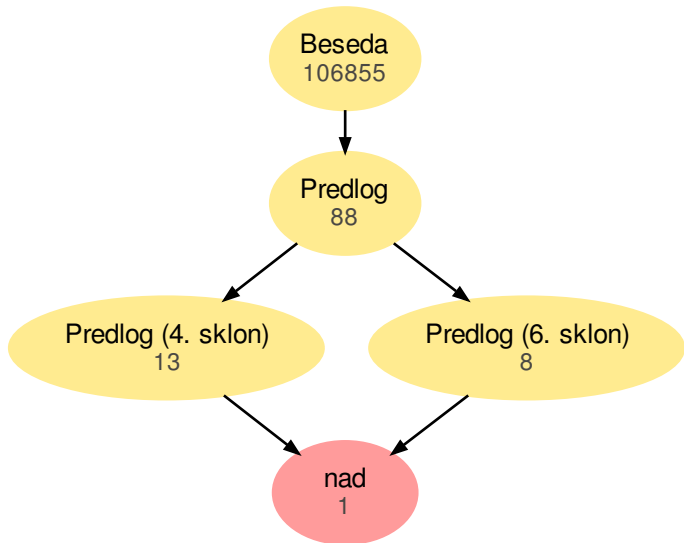 Beseda
106855
Predlog
88
Predlog (4. sklon)
13
Predlog (6. sklon)
8
nad
1